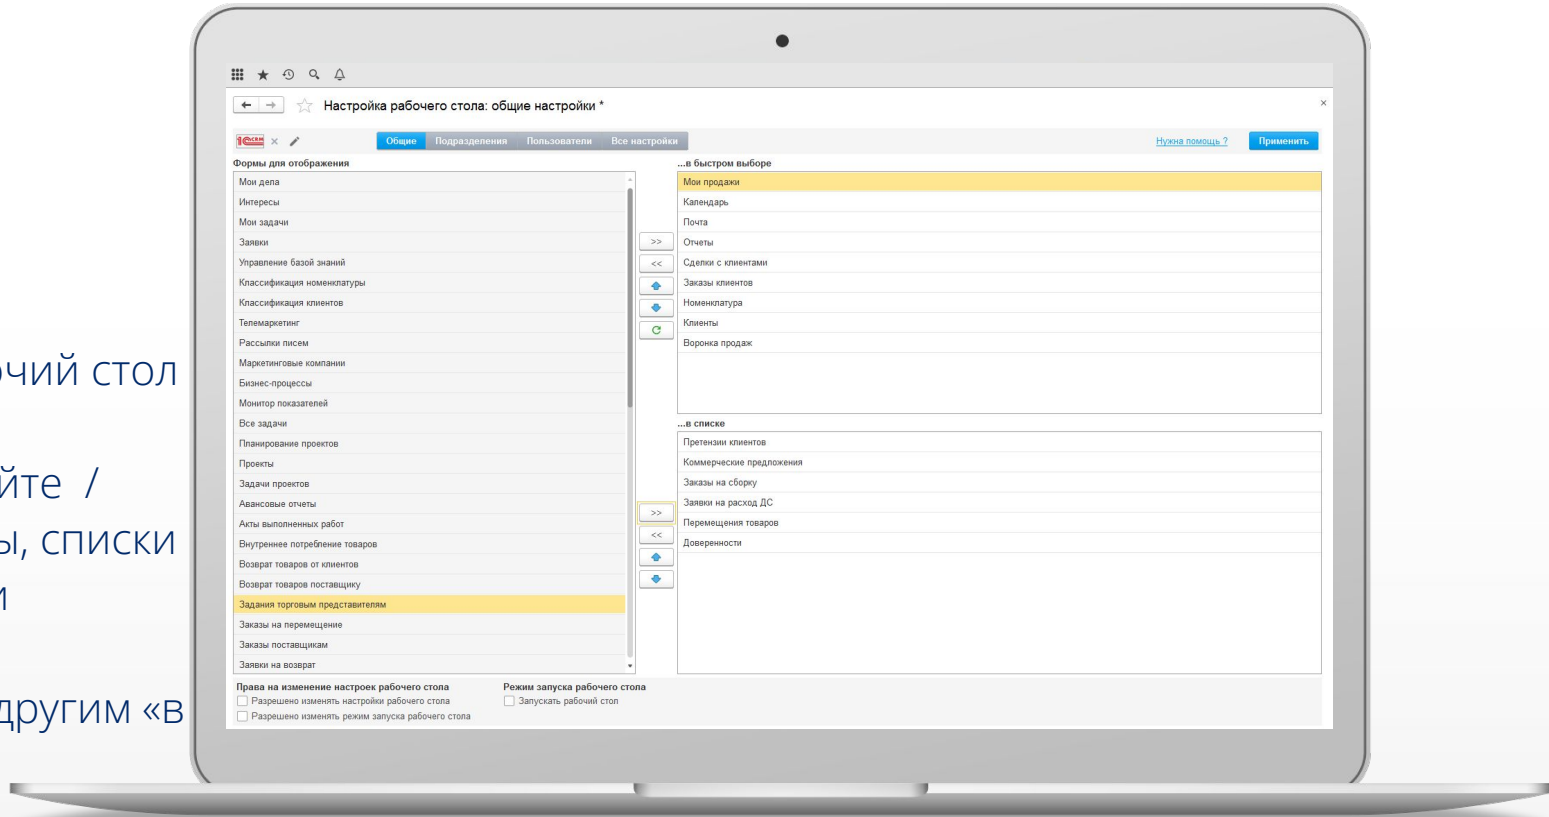 Настройка рабочего стола: общие настройки *
1С CRM
Общие Подразделения Пользователи Все настройки
Нужна помощь ?
Применить
Формы для отображения
Мои дела
Интересы
Мои задачи
Заявки
Управление базой знаний
Классификация номенклатуры
Классификация клиентов
Телемаркетинг
Рассылки писем
Маркетинговые компании
Бизнес-процессы
Монитор показателей
Все задачи
Планирование проектов
Проекты
Задачи проектов
Авансовые отчеты
Акты выполненных работ
Внутреннее потребление товаров
Возврат товаров от клиентов
Возврат товаров поставщику
Задания торговым представителям
Заказы на перемещение
Заказы поставщикам
Заявки на возврат
>>
<<
>>
<<
...в быстром выборе
Мои продажи
Календарь
Почта
Отчеты
Сделки с клиентами
Заказы клиентов
Номенклатура
Клиенты
Воронка продаж
...в списке
Претензии клиентов
Коммерческие предложения
Заказы на сборку
Заявки на расход ДС
Перемещения товаров
Доверенности
Права на изменение настроек рабочего стола
Разрешено изменять настройки рабочего стола
Разрешено изменять режим запуска рабочего стола
Режим запуска рабочего стола
Запускать рабочий стол
очий стол
йте /
ы, списки
и
другим «в